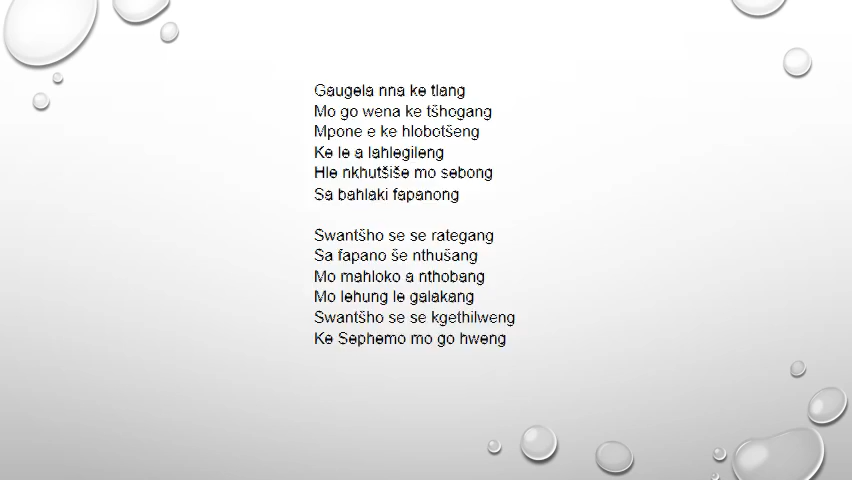 Gaugela nna ke tlang
Mo go wena ke tšhogang
Mpone e ke hlobotšeng
Ke le a lahlegileng
Hle nkhutšiše mo sebong
Sa bahlaki fapanong
Swantšho se se rategang
Sa fapano še nthušang
Mo mahloko a nthobang
Mo lehung le galakang
Swantšho se se kgethilweng
Ke Sephemo mo go hweng